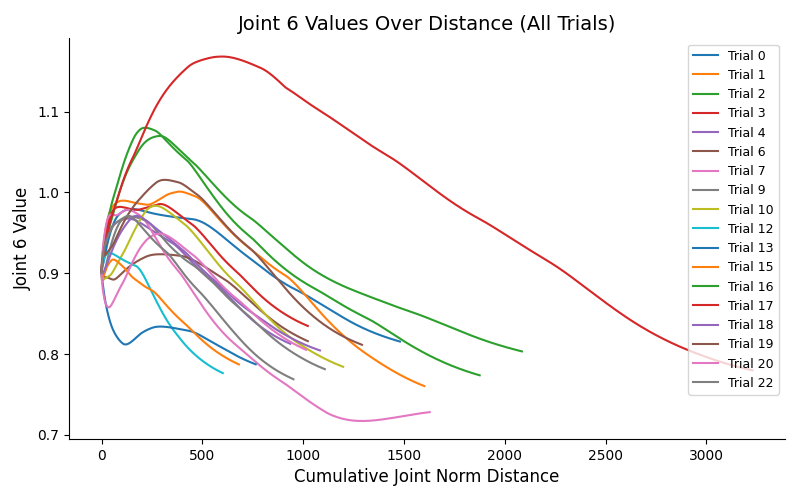 Joint 6 Values Over Distance (All Trials)
Joint 6 Value
1.1
1.0
0.9
0.8
0.7
0
500
1000
1500
2000
2500
3000
Cumulative Joint Norm Distance
Trial 0
Trial 1
Trial 2
Trial 3
Trial 4
Trial 6
Trial 7
Trial 9
Trial 10
Trial 12
Trial 13
Trial 15
Trial 16
Trial 17
Trial 18
Trial 19
Trial 20
Trial 22